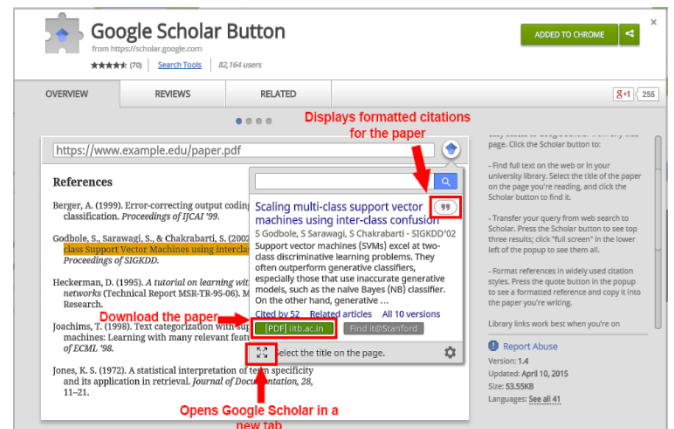 Google Scholar Button
from https://scholar.google.com
(70) Search Tools 82,164 users
ADDED TO CHROME
×
OVERVIEW REVIEWS RELATED
g+1 255
Displays formatted citations
for the paper
https://www.example.edu/paper.pdf
References
Berger, A. (1999). Error-correcting output coding
classification. Proceedings of IJCAI '99.
Godbole, S., Sarawagi, S., & Chakrabarti, S. (2002
class Support Vector Machines using interclas
Proceedings of SIGKDD.
Heckerman, D. (1995). A tutorial on learning wit
networks (Technical Report MSR-TR-95-06). M
Research.
Download the paper
Joachims, T. (1998). Text categorization with sup
machines: Learning with many relevant featu
of ECML '98.
Jones, K. S. (1972). A statistical interpretation of term specificity
and its application in retrieval. Journal of Documentation, 28,
11–21.
Scaling multi-class support vector
machines using inter-class confusion
S Godbole, S Sarawagi, S Chakrabarti - SIGKDD'02
Support vector machines (SVMs) excel at two-
class discriminative learning problems. They
often outperform generative classifiers,
especially those that use inaccurate generative
models, such as the naive Bayes (NB) classifier.
On the other hand, generative ...
Cited by 52 Related articles All 10 versions
[PDF] iitb.ac.in Find it@Stanford
Select the title on the page.
Opens Google Scholar in a
new tab
page. Click the Scholar button to:
- Find full text on the web or in your
university library. Select the title of the paper
on the page you're reading, and click the
Scholar button to find it.
- Transfer your query from web search to
Scholar. Press the Scholar button to see top
three results; click "full screen" in the lower
left of the popup to see them all.
- Format references in widely used citation
styles. Press the quote button in the popup
to see a formatted reference and copy it into
the paper you're writing.
Library links work best when you're on
Report Abuse
Version: 1.4
Updated: April 10, 2015
Size: 53.55KB
Languages: See all 41